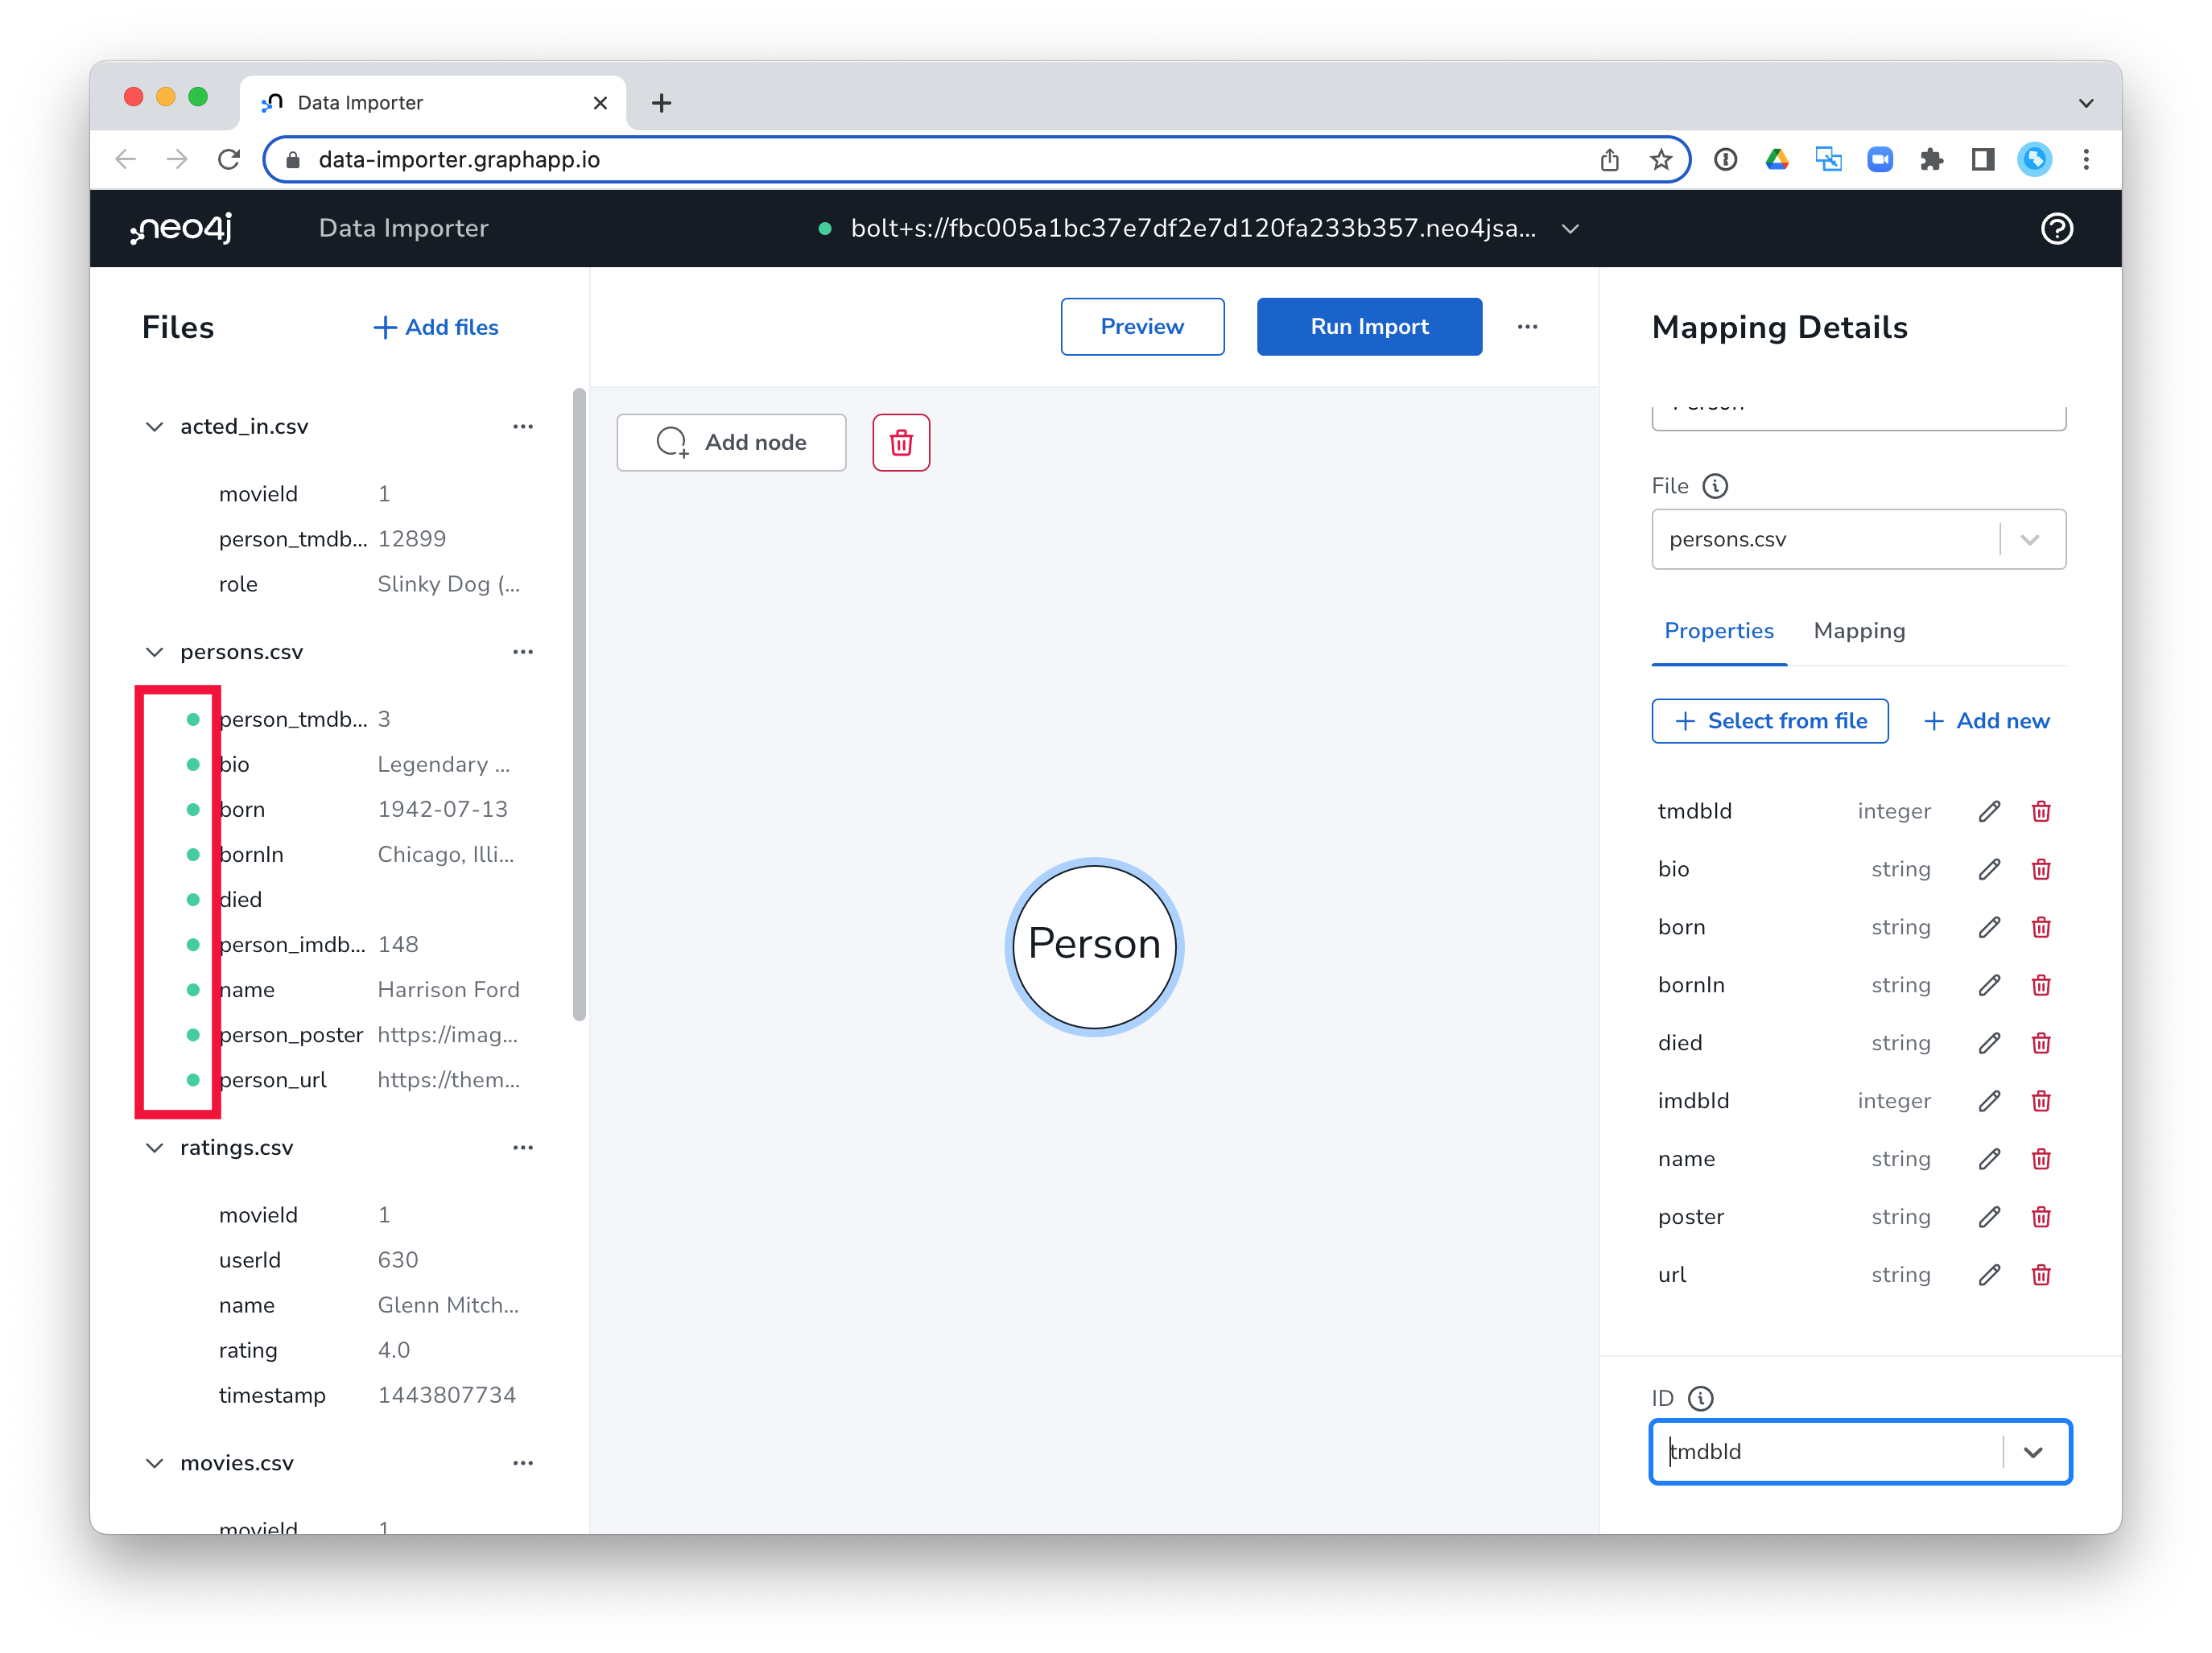 Data Importer
data-importer.graphapp.io
neo4j
Data Importer
bolt+s://fbc005a1bc37e7df2e7d120fa233b357.neo4jsa...
Files
Add files
acted_in.csv
movieId 1
person_tmdb... 12899
role Slinky Dog (...
persons.csv
person_tmdb... 3
bio Legendary ...
born 1942-07-13
bornIn Chicago, Illi...
died
person_imdb... 148
name Harrison Ford
person_poster https://imag...
person_url https://them...
ratings.csv
movieId 1
userId 630
name Glenn Mitch...
rating 4.0
timestamp 1443807734
movies.csv
movieId 1
Preview
Run Import
Add node
Person
Mapping Details
Person
File
persons.csv
Properties Mapping
Select from file Add new
tmdbId integer
bio string
born string
bornIn string
died string
imdbId integer
name string
poster string
url string
ID
tmdbId